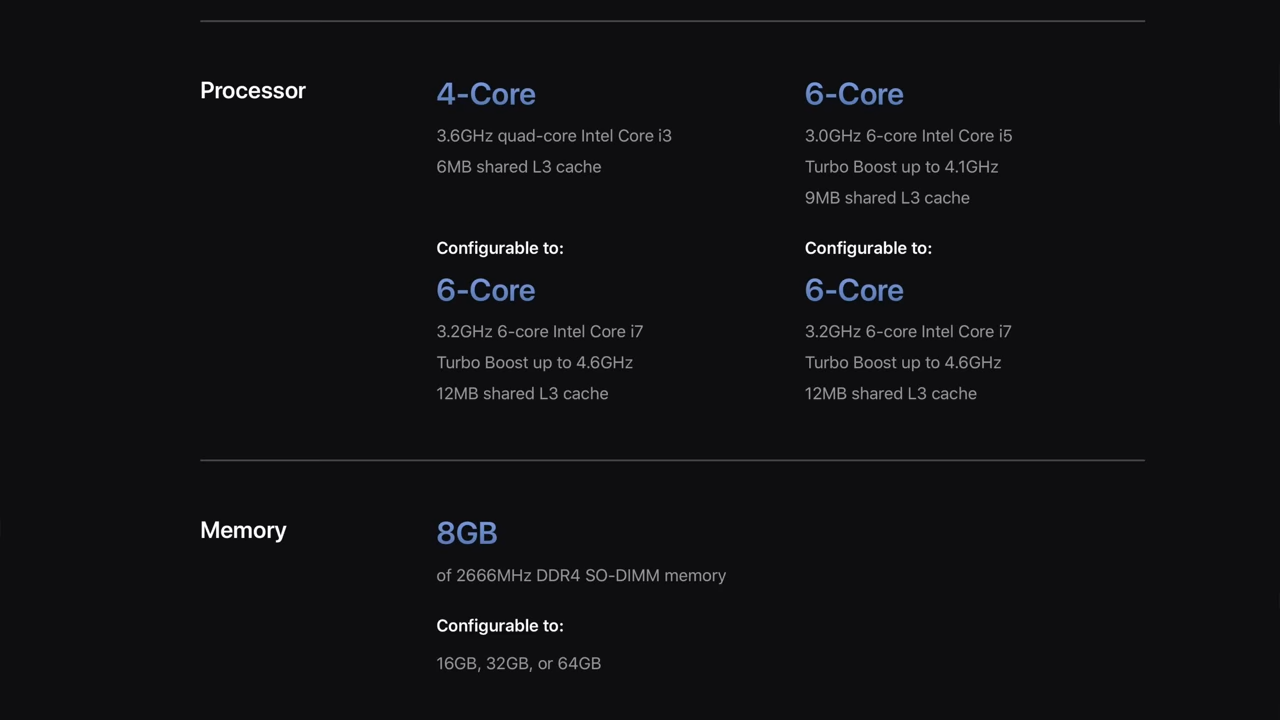 Processor
4-Core
3.6GHz quad-core Intel Core i3
6MB shared L3 cache
6-Core
3.0GHz 6-core Intel Core i5
Turbo Boost up to 4.1GHz
9MB shared L3 cache
Configurable to:
6-Core
3.2GHz 6-core Intel Core i7
Turbo Boost up to 4.6GHz
12MB shared L3 cache
Configurable to:
6-Core
3.2GHz 6-core Intel Core i7
Turbo Boost up to 4.6GHz
12MB shared L3 cache
Memory
8GB
of 2666MHz DDR4 SO-DIMM memory
Configurable to:
16GB, 32GB, or 64GB